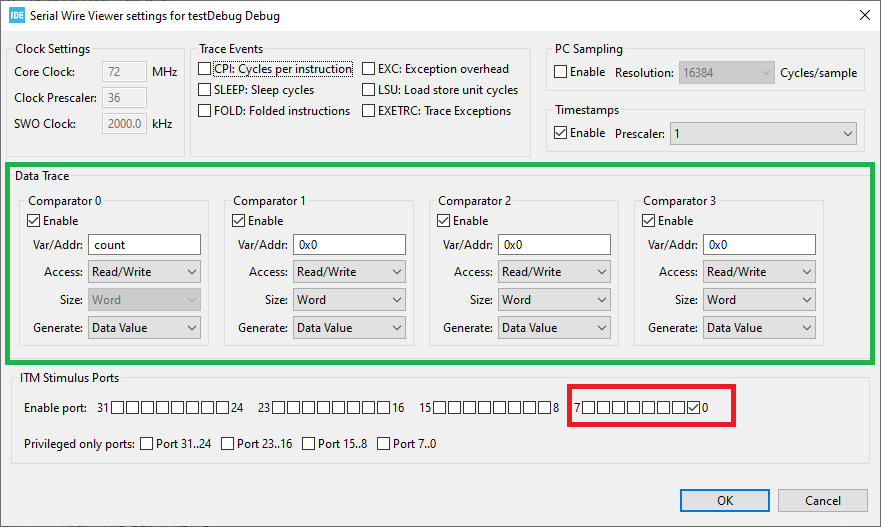 IDE Serial Wire Viewer settings for testDebug Debug
Clock Settings
Core Clock: 72 MHz
Clock Prescaler: 36
SWO Clock: 2000.0 kHz
Trace Events
CPI: Cycles per instruction EXC: Exception overhead
SLEEP: Sleep cycles LSU: Load store unit cycles
FOLD: Folded instructions EXETRC: Trace Exceptions
PC Sampling
Enable Resolution: 16384 Cycles/sample
Timestamps
Enable Prescaler: 1
Data Trace
Comparator 0
Enable
Var/Addr: count
Access: Read/Write
Size: Word
Generate: Data Value
Comparator 1
Enable
Var/Addr: 0x0
Access: Read/Write
Size: Word
Generate: Data Value
Comparator 2
Enable
Var/Addr: 0x0
Access: Read/Write
Size: Word
Generate: Data Value
Comparator 3
Enable
Var/Addr: 0x0
Access: Read/Write
Size: Word
Generate: Data Value
ITM Stimulus Ports
Enable port: 31 24 23 16 15 8 7 0
Privileged only ports: Port 31..24 Port 23..16 Port 15..8 Port 7..0
OK Cancel